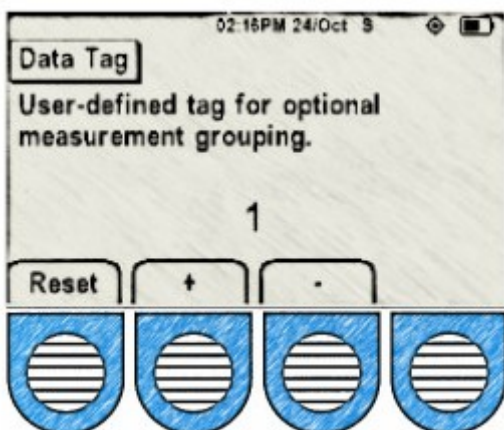 02:16PM 24/Oct S
Data Tag
User-defined tag for optional
measurement grouping.
1
Reset + -